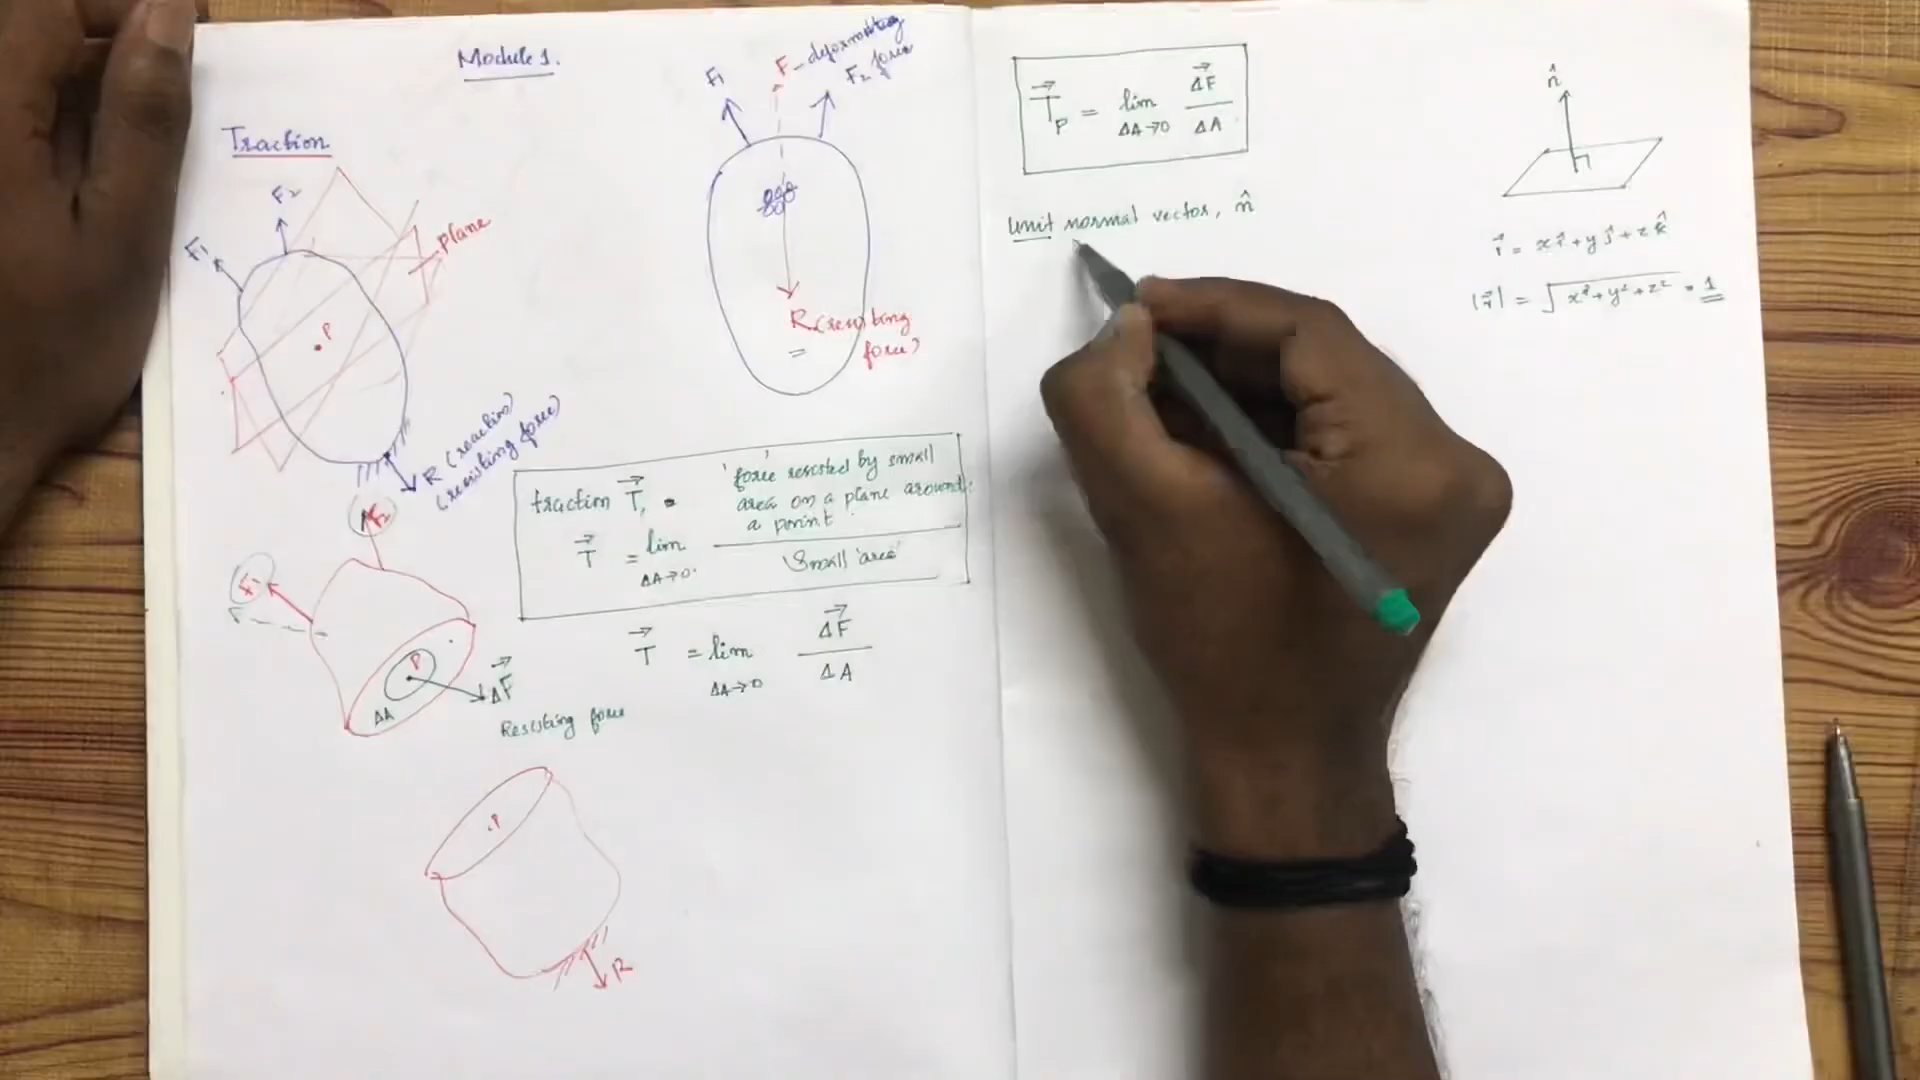 Module 1.
Traction
F₂
F₁
plane
P
R (reaction)
(resisting force)
F₁
F - deforming
F₂ force
R (resisting
force)
=
traction T⃗,
'force resisted by small
area on a plane around
a point
T⃗ = lim
ΔA→0.
Small 'area'
T⃗ = lim ΔF⃗
ΔA→0 ΔA
F₂
F₁
P
ΔA
ΔF⃗
Resisting force
P
R
T⃗p = lim ΔF⃗
ΔA→0 ΔA
Unit normal vector, n̂
n̂
r⃗ = xî + yĵ + zk̂
|r⃗| = √x²+y²+z² = 1